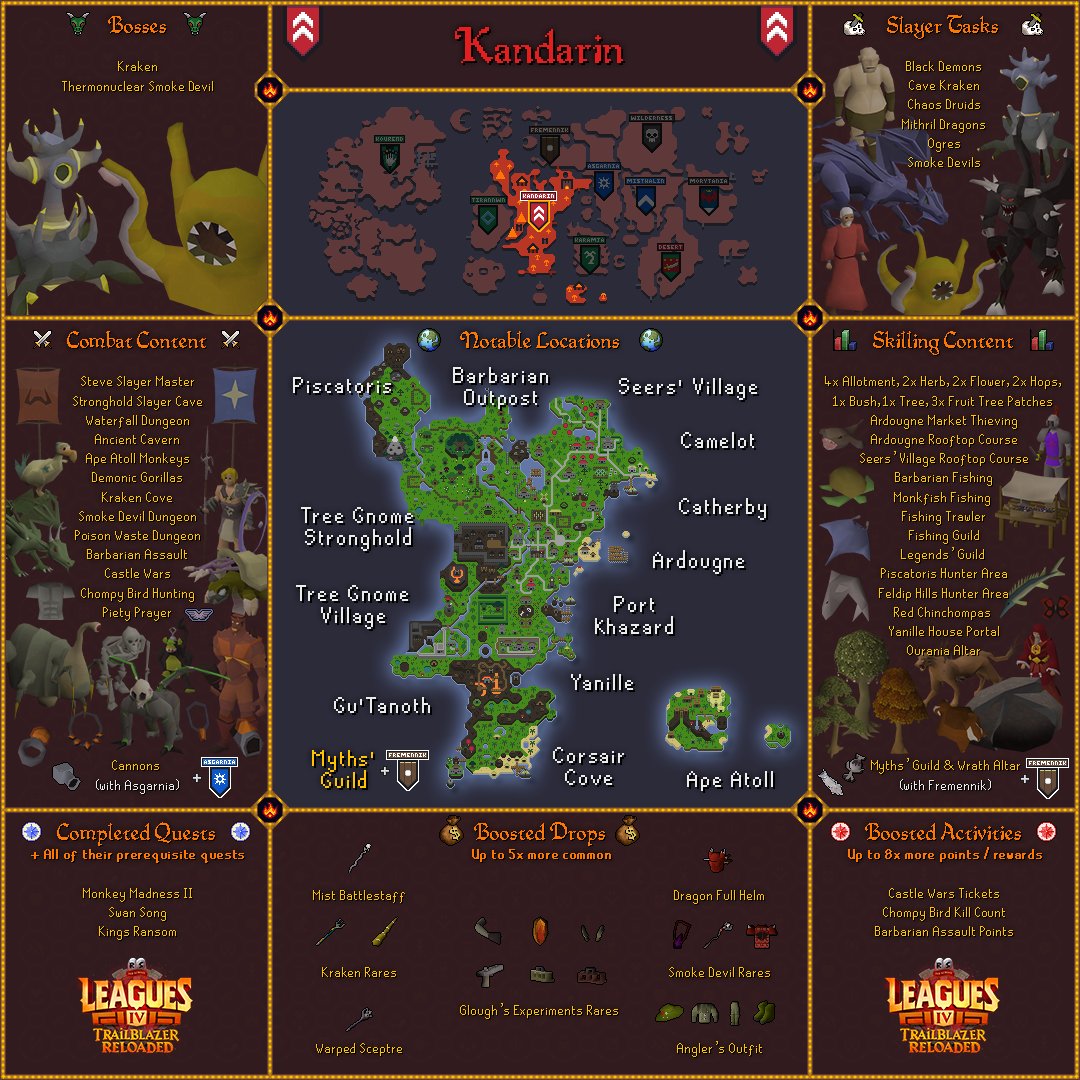 Bosses
Kraken
Thermonuclear Smoke Devil
Kandarin
KOUREND
FREMENNIK
WILDERNESS
ASGARNIA
MISTHALIN
MORYTANIA
TIRANNWN
KANDARIN
KARAMJA
DESERT
Slayer Tasks
Black Demons
Cave Kraken
Chaos Druids
Mithril Dragons
Ogres
Smoke Devils
Combat Content
Steve Slayer Master
Stronghold Slayer Cave
Waterfall Dungeon
Ancient Cavern
Ape Atoll Monkeys
Demonic Gorillas
Kraken Cove
Smoke Devil Dungeon
Poison Waste Dungeon
Barbarian Assault
Castle Wars
Chompy Bird Hunting
Piety Prayer
Cannons
(with Asgarnia)
+
ASGARNIA
Notable Locations
Piscatoris
Barbarian
Outpost
Seers' Village
Camelot
Catherby
Tree Gnome
Stronghold
Ardougne
Tree Gnome
Village
Port
Khazard
Yanille
Gu'Tanoth
Myths'
Guild
+
FREMENNIK
Corsair
Cove
Ape Atoll
Skilling Content
4x Allotment, 2x Herb, 2x Flower, 2x Hops,
1x Bush, 1x Tree, 3x Fruit Tree Patches
Ardougne Market Thieving
Ardougne Rooftop Course
Seers' Village Rooftop Course
Barbarian Fishing
Monkfish Fishing
Fishing Trawler
Fishing Guild
Legends' Guild
Piscatoris Hunter Area
Feldip Hills Hunter Area
Red Chinchompas
Yanille House Portal
Ourania Altar
Myths' Guild & Wrath Altar
(with Fremennik)
+
FREMENNIK
Completed Quests
+ All of their prerequisite quests
Monkey Madness II
Swan Song
Kings Ransom
LEAGUES
IV
TRAILBLAZER
RELOADED
Boosted Drops
Up to 5x more common
Mist Battlestaff
Dragon Full Helm
Kraken Rares
Smoke Devil Rares
Glough's Experiments Rares
Warped Sceptre
Angler's Outfit
Boosted Activities
Up to 8x more points / rewards
Castle Wars Tickets
Chompy Bird Kill Count
Barbarian Assault Points
LEAGUES
IV
TRAILBLAZER
RELOADED